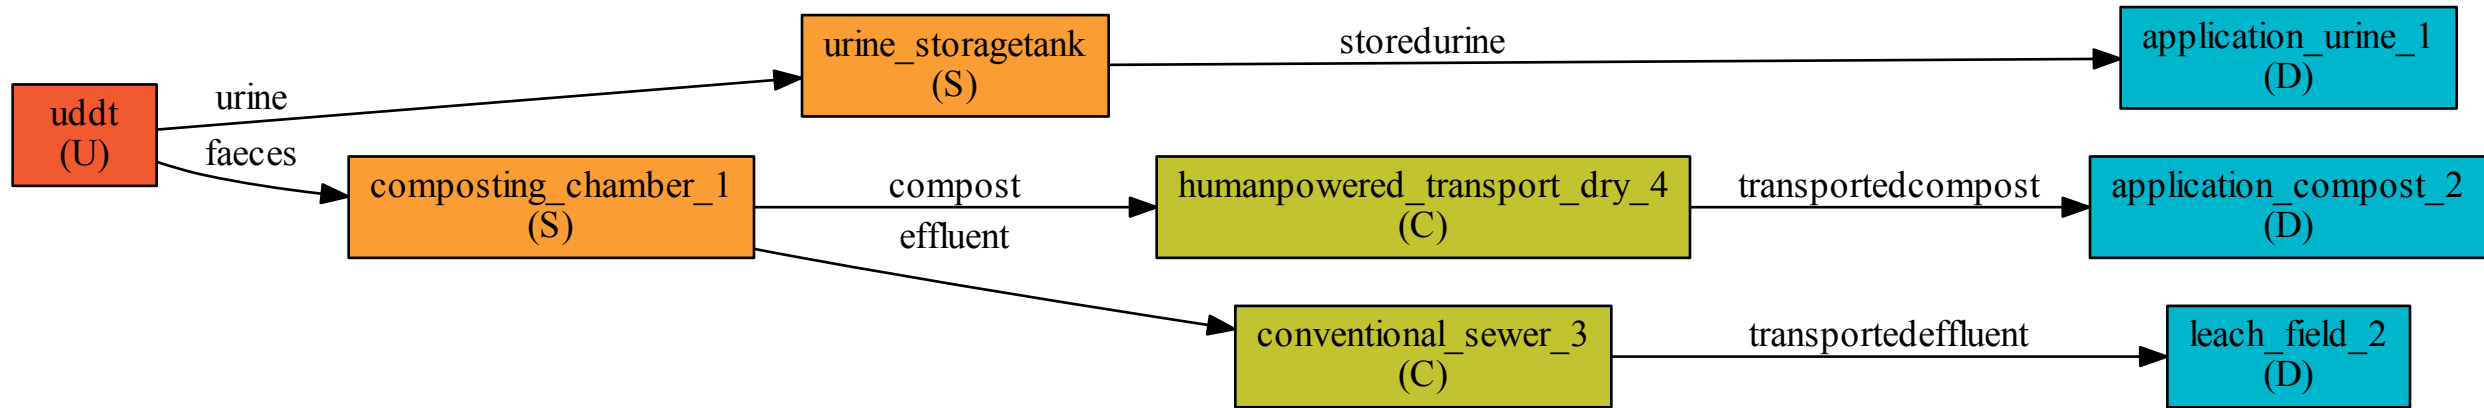 uddt
(U)
urine
faeces
urine_storagetank
(S)
storedurine
application_urine_1
(D)
composting_chamber_1
(S)
compost
effluent
humanpowered_transport_dry_4
(C)
transportedcompost
application_compost_2
(D)
conventional_sewer_3
(C)
transportedeffluent
leach_field_2
(D)